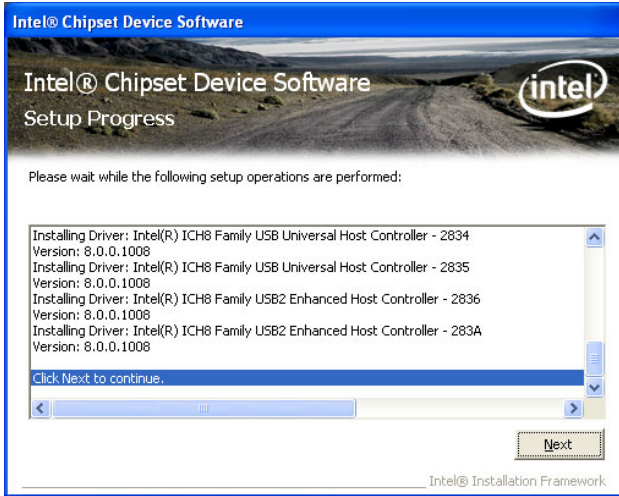 Intel® Chipset Device Software
Intel® Chipset Device Software
intel
Setup Progress
Please wait while the following setup operations are performed:
Installing Driver: Intel(R) ICH8 Family USB Universal Host Controller - 2834
Version: 8.0.0.1008
Installing Driver: Intel(R) ICH8 Family USB Universal Host Controller - 2835
Version: 8.0.0.1008
Installing Driver: Intel(R) ICH8 Family USB2 Enhanced Host Controller - 2836
Version: 8.0.0.1008
Installing Driver: Intel(R) ICH8 Family USB2 Enhanced Host Controller - 283A
Version: 8.0.0.1008
Click Next to continue.
Next
Intel® Installation Framework